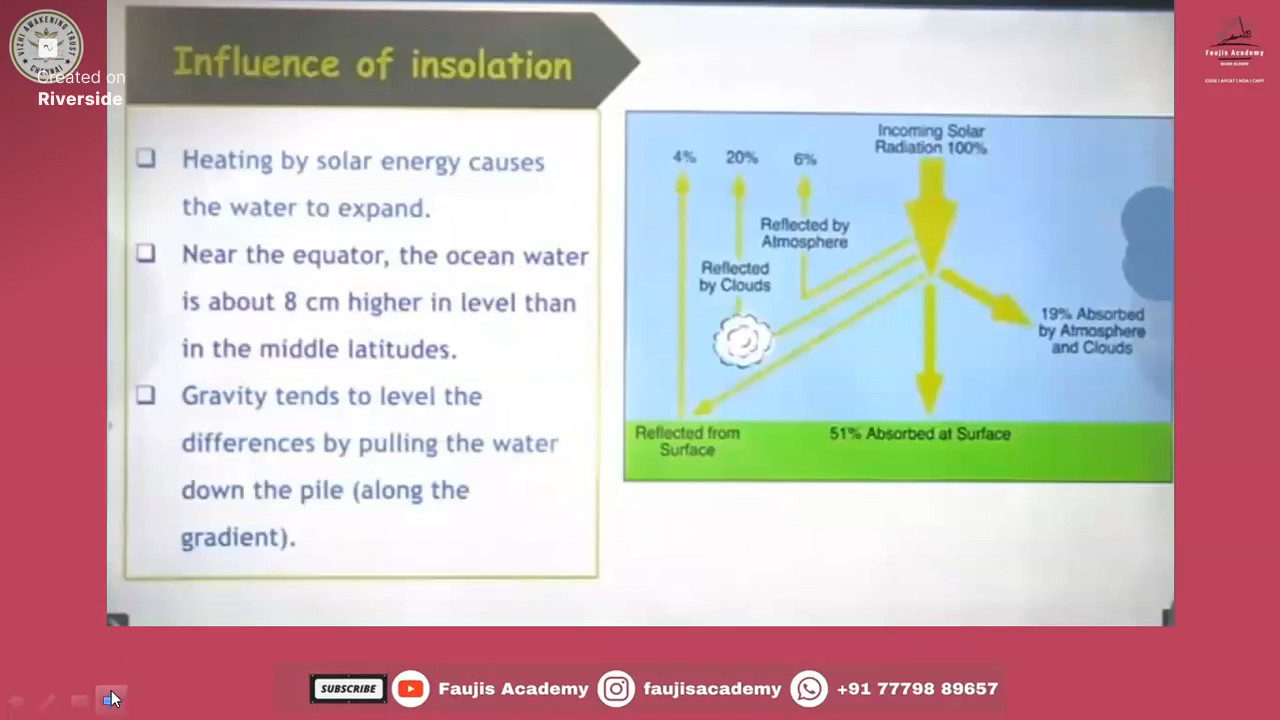 VIZHI AWAKENING TRUST
CHENNAI
Created on
Riverside
Influence of insolation
Heating by solar energy causes
the water to expand.
Near the equator, the ocean water
is about 8 cm higher in level than
in the middle latitudes.
Gravity tends to level the
differences by pulling the water
down the pile (along the
gradient).
Incoming Solar
Radiation 100%
4%
20%
6%
Reflected by
Atmosphere
Reflected
by Clouds
19% Absorbed
by Atmosphere
and Clouds
Reflected from
Surface
51% Absorbed at Surface
Faujis Academy
SUBSCRIBE
Faujis Academy
faujisacademy
+91 77798 89657